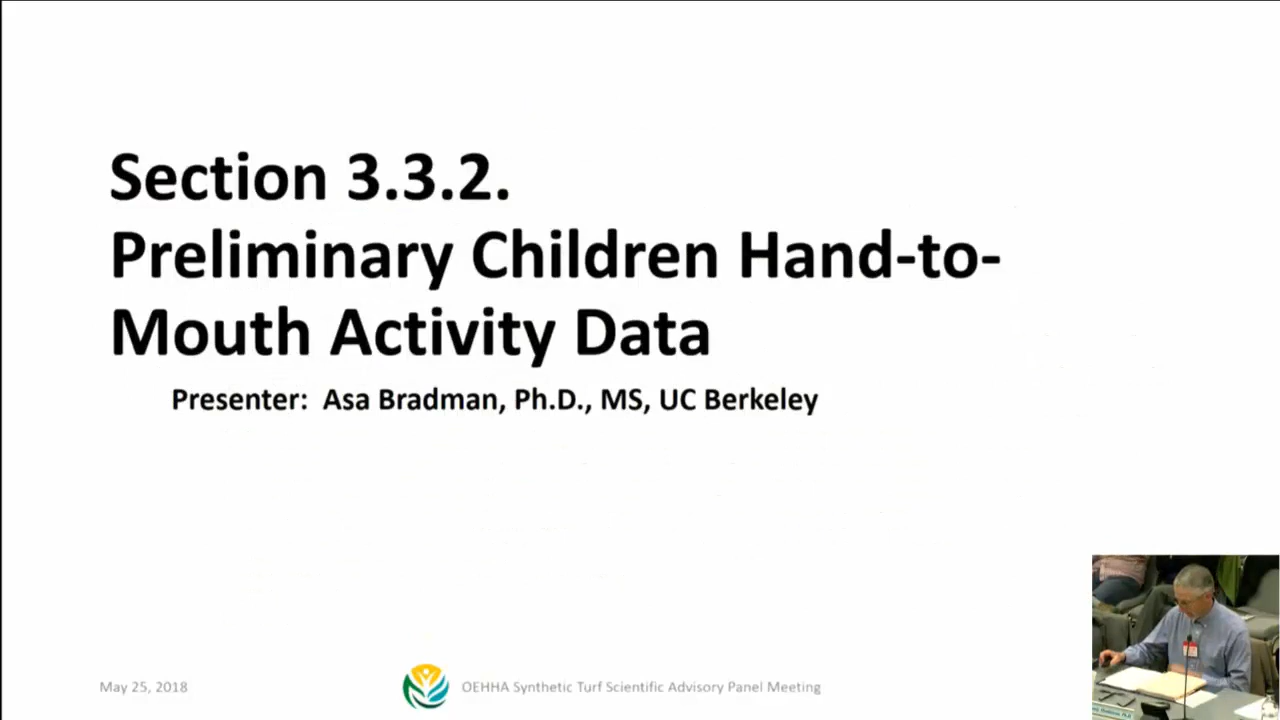 Section 3.3.2.
Preliminary Children Hand-to-
Mouth Activity Data
Presenter: Asa Bradman, Ph.D., MS, UC Berkeley
May 25, 2018
OEHHA Synthetic Turf Scientific Advisory Panel Meeting